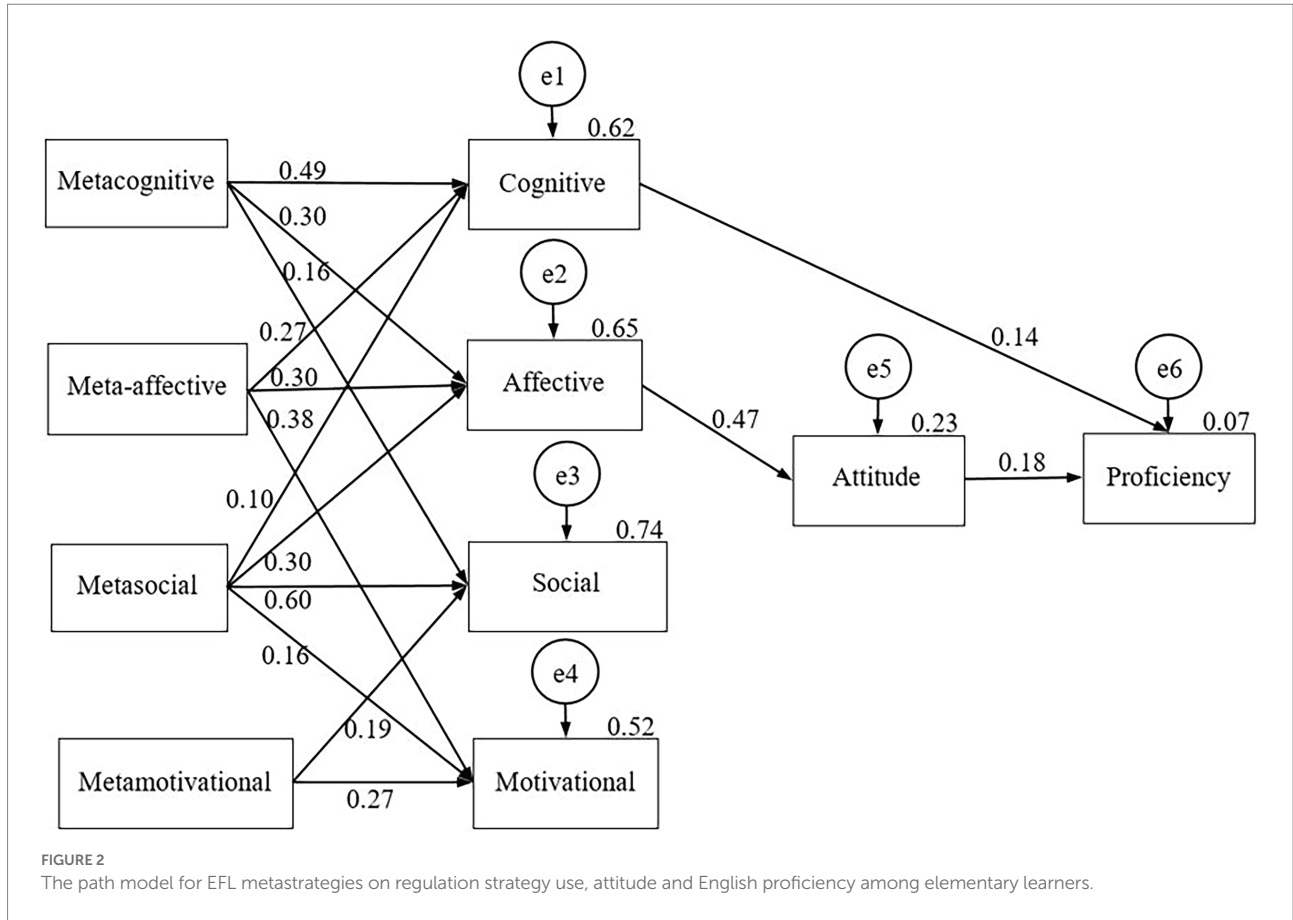 e1
0.62
Metacognitive
0.49
Cognitive
0.30
e2
0.16
0.65
0.27
0.14
Meta-affective
0.30
Affective
e5
e6
0.38
0.47
0.23
0.07
Attitude
0.18
Proficiency
e3
0.10
0.74
0.30
Metasocial
0.60
Social
0.16
e4
0.19
0.52
Metamotivational
0.27
Motivational
FIGURE 2
The path model for EFL metastrategies on regulation strategy use, attitude and English proficiency among elementary learners.